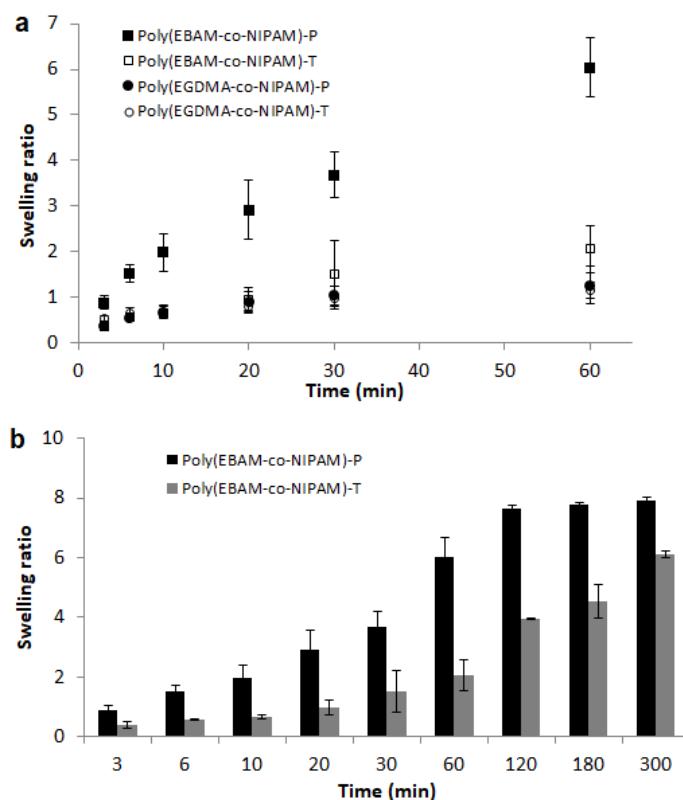 a
7
6
5
4
3
2
1
0
Swelling ratio
Poly(EBAM-co-NIPAM)-P
Poly(EBAM-co-NIPAM)-T
Poly(EGDMA-co-NIPAM)-P
Poly(EGDMA-co-NIPAM)-T
0 10 20 30 40 50 60
Time (min)
b
10
8
6
4
2
0
Swelling ratio
Poly(EBAM-co-NIPAM)-P
Poly(EBAM-co-NIPAM)-T
3 6 10 20 30 60 120 180 300
Time (min)